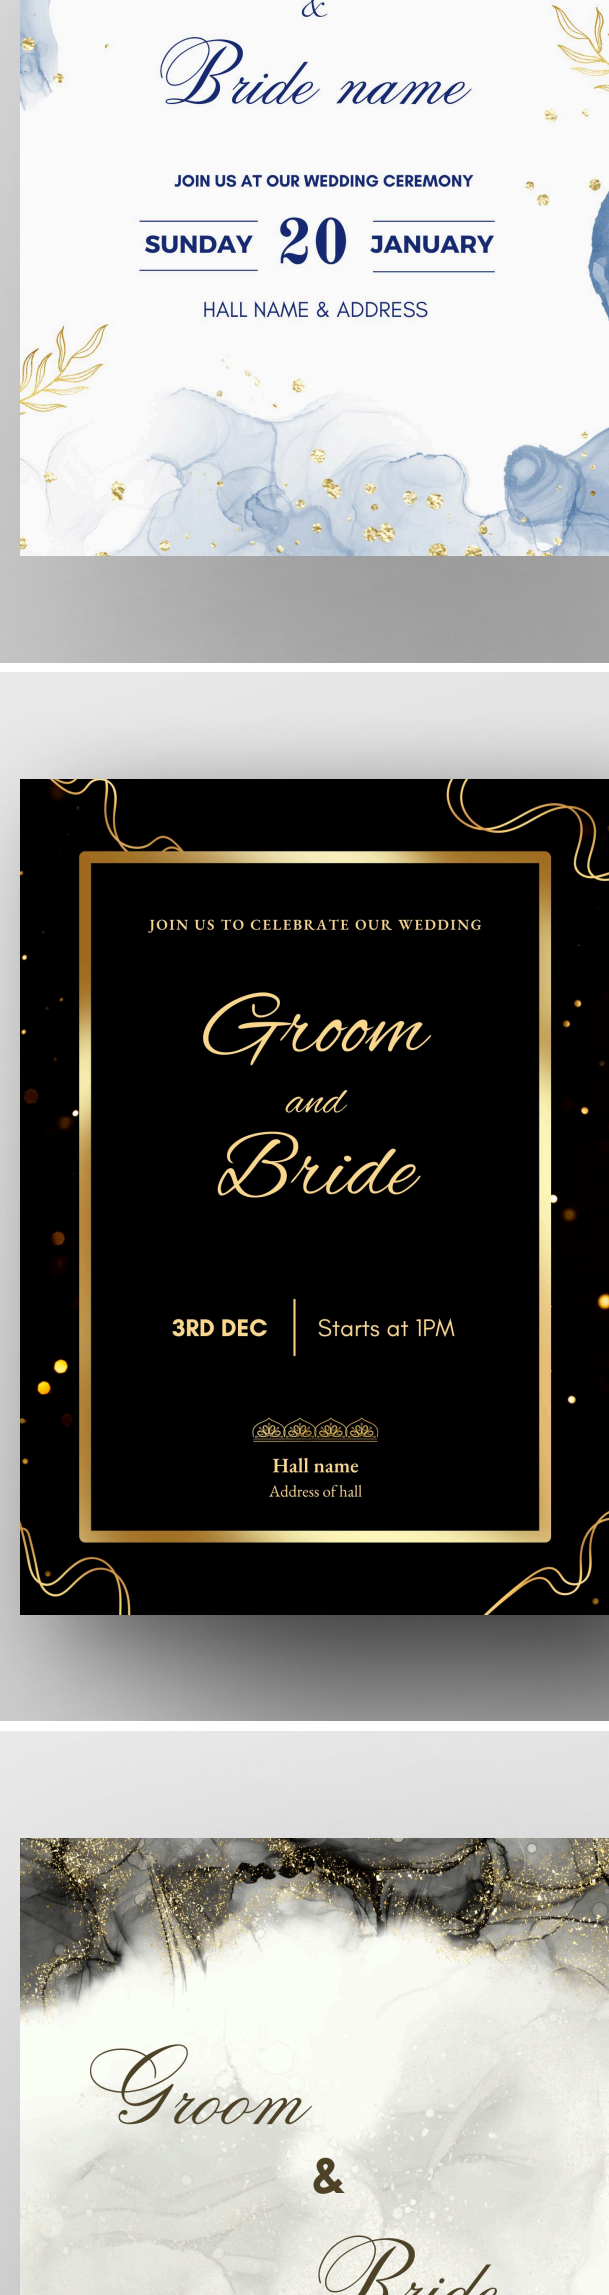 &
Bride name
JOIN US AT OUR WEDDING CEREMONY
SUNDAY 20 JANUARY
HALL NAME & ADDRESS
JOIN US TO CELEBRATE OUR WEDDING
Groom
and
Bride
3RD DEC Starts at 1PM
Hall name
Address of hall
Groom
&
Bride